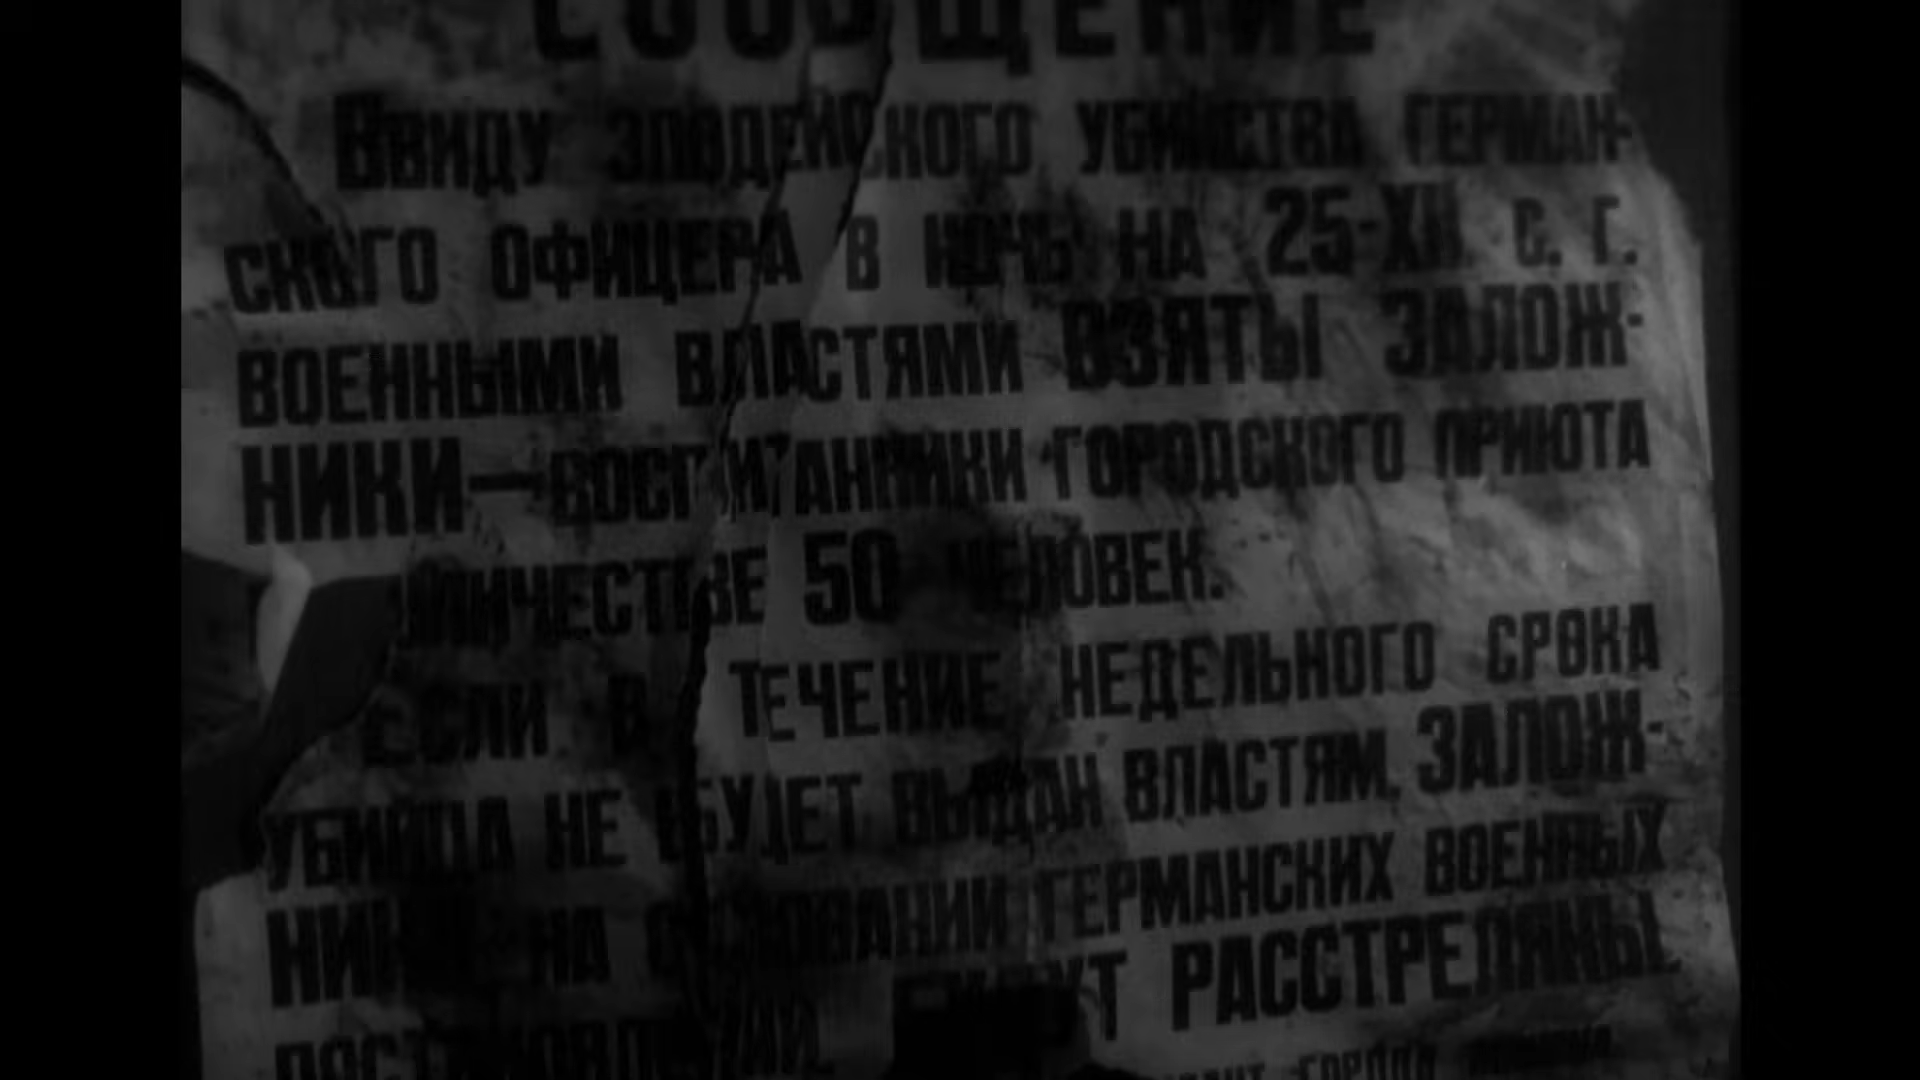 СООБЩЕНИЕ
Ввиду злодейского убийства герман-
ского офицера в ночь на 25-XII с. г.
военными властями взяты залож-
ники—воспитанники городского приюта
количестве 50 человек.
Если в течение недельного срока
убийца не будет выдан властям, залож-
ники на основании германских военных
постановлений будут РАССТРЕЛЯНЫ.
города